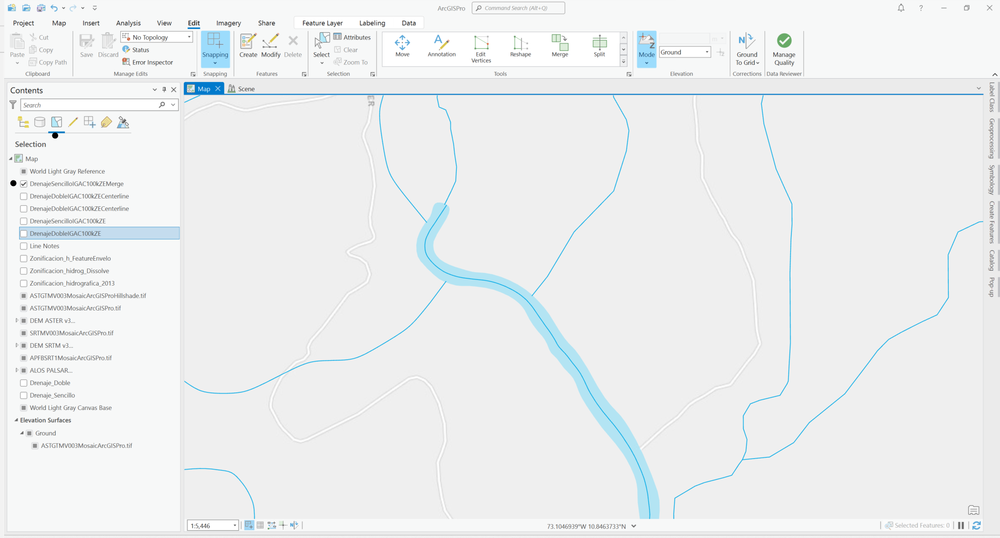 ArcGISPro
Command Search (Alt+Q)
?
Project Map Insert Analysis View Edit Imagery Share Feature Layer Labeling Data
Paste
Cut
Copy
Copy Path
Clipboard
Save
Discard
No Topology
Status
Error Inspector
Manage Edits
Snapping
Snapping
Create
Modify
Delete
Features
Select
Attributes
Clear
Zoom To
Selection
Move
Annotation
Edit
Vertices
Reshape
Merge
Split
Tools
Mode
m
Ground
Elevation
Ground
To Grid
Corrections
Manage
Quality
Data Reviewer
Contents
Search
Selection
Map
World Light Gray Reference
DrenajeSencilloIGAC100kZEMerge
DrenajeDobleIGAC100kZECenterline
DrenajeDobleIGAC100kZECenterline
DrenajeSencilloIGAC100kZE
DrenajeDobleIGAC100kZE
Line Notes
Zonificacion_h_FeatureEnvelo
Zonificacion_hidrog_Dissolve
Zonificacion_hidrografica_2013
ASTGTMV003MosaicArcGISProHillshade.tif
ASTGTMV003MosaicArcGISPro.tif
DEM ASTER v3...
SRTMV003MosaicArcGISPro.tif
DEM SRTM v3...
APFBSRT1MosaicArcGISPro.tif
ALOS PALSAR...
Drenaje_Doble
Drenaje_Sencillo
World Light Gray Canvas Base
Elevation Surfaces
Ground
ASTGTMV003MosaicArcGISPro.tif
Map
Scene
ER
Label Class
Geoprocessing
Symbology
Create Features
Catalog
Pop-up
1:5,446
73.1046939°W 10.8463733°N
Selected Features: 0